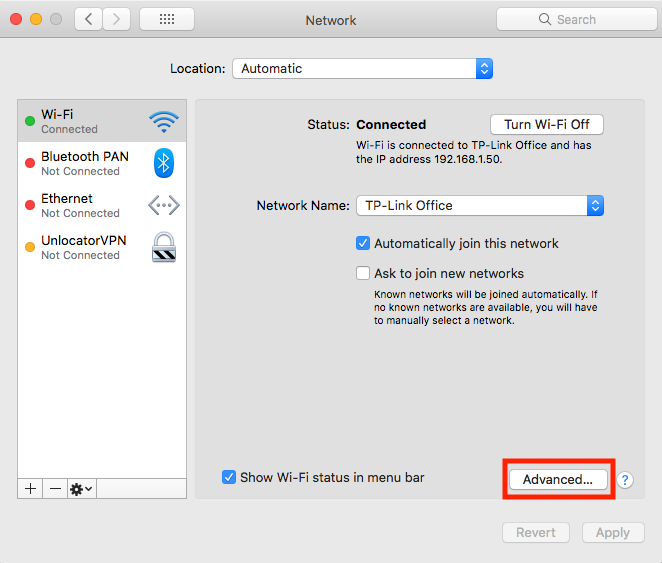 Network
Search
Location: Automatic
Wi-Fi
Connected
Bluetooth PAN
Not Connected
Ethernet
Not Connected
UnlocatorVPN
Not Connected
Status: Connected
Turn Wi-Fi Off
Wi-Fi is connected to TP-Link Office and has
the IP address 192.168.1.50.
Network Name: TP-Link Office
Automatically join this network
Ask to join new networks
Known networks will be joined automatically. If
no known networks are available, you will have
to manually select a network.
Show Wi-Fi status in menu bar
Advanced...
?
Revert
Apply